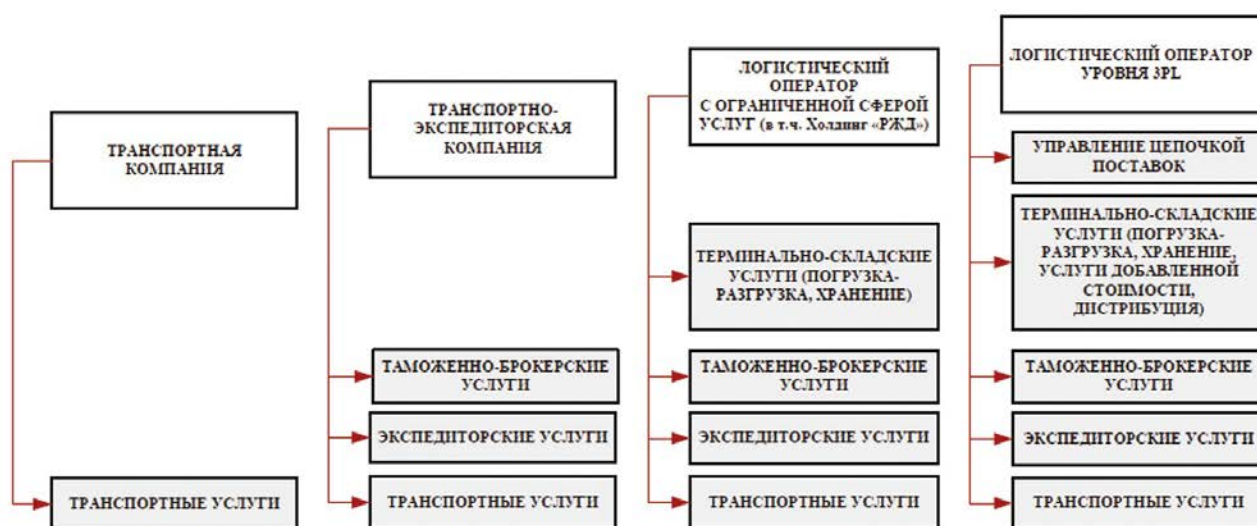 ТРАНСПОРТНАЯ
КОМПАНИЯ
ТРАНСПОРТНЫЕ УСЛУГИ
ТРАНСПОРТНО-
ЭКСПЕДИТОРСКАЯ
КОМПАНИЯ
ТАМОЖЕННО-БРОКЕРСКИЕ
УСЛУГИ
ЭКСПЕДИТОРСКИЕ УСЛУГИ
ТРАНСПОРТНЫЕ УСЛУГИ
ЛОГИСТИЧЕСКИЙ
ОПЕРАТОР
С ОГРАНИЧЕННОЙ СФЕРОЙ
УСЛУГ (в т.ч. Холдинг «РЖД»)
ТЕРМИНАЛЬНО-СКЛАДСКИЕ
УСЛУГИ (ПОГРУЗКА-
РАЗГРУЗКА, ХРАНЕНИЕ)
ТАМОЖЕННО-БРОКЕРСКИЕ
УСЛУГИ
ЭКСПЕДИТОРСКИЕ УСЛУГИ
ТРАНСПОРТНЫЕ УСЛУГИ
ЛОГИСТИЧЕСКИЙ ОПЕРАТОР
УРОВНЯ 3PL
УПРАВЛЕНИЕ ЦЕПОЧКОЙ
ПОСТАВОК
ТЕРМИНАЛЬНО-СКЛАДСКИЕ
УСЛУГИ (ПОГРУЗКА-
РАЗГРУЗКА, ХРАНЕНИЕ,
УСЛУГИ ДОБАВЛЕННОЙ
СТОИМОСТИ,
ДИСТРИБУЦИЯ)
ТАМОЖЕННО-БРОКЕРСКИЕ
УСЛУГИ
ЭКСПЕДИТОРСКИЕ УСЛУГИ
ТРАНСПОРТНЫЕ УСЛУГИ